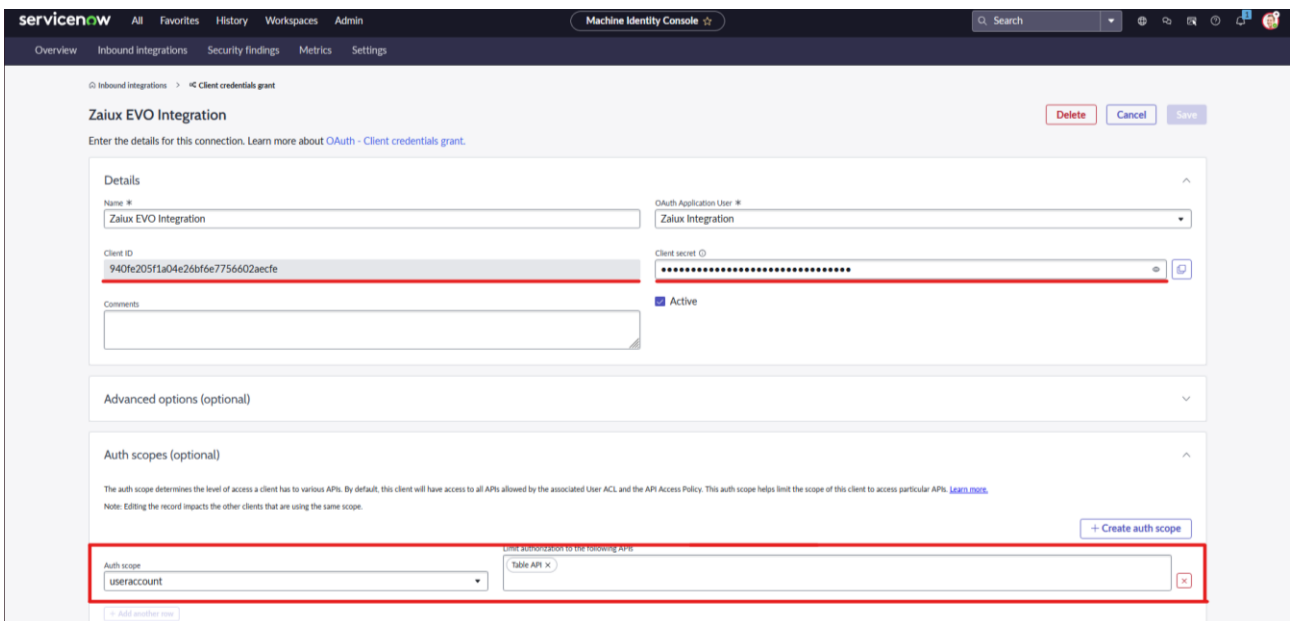 servicenow All Favorites History Workspaces Admin Machine Identity Console Search 1
Overview Inbound integrations Security findings Metrics Settings
Inbound integrations > Client credentials grant
Zaiux EVO Integration Delete Cancel Save
Enter the details for this connection. Learn more about OAuth - Client credentials grant.
Details
Name * OAuth Application User *
Zaiux EVO Integration Zaiux Integration
Client ID Client secret
940fe205f1a04e26bf6e7756602aecfe
Comments Active
Advanced options (optional)
Auth scopes (optional)
The auth scope determines the level of access a client has to various APIs. By default, this client will have access to all APIs allowed by the associated User ACL and the API Access Policy. This auth scope helps limit the scope of this client to access particular APIs. Learn more.
Note: Editing the record impacts the other clients that are using the same scope.
+ Create auth scope
Limit authorization to the following APIs
Auth scope Table API ×
useraccount
+ Add another row